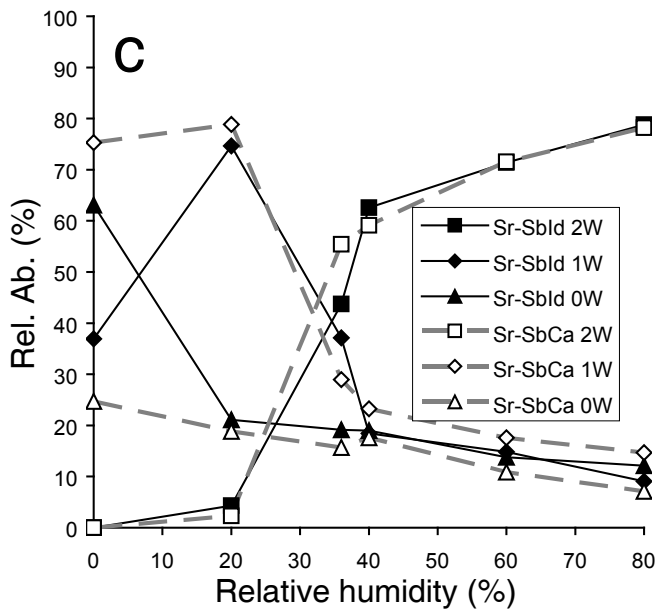 C
Rel. Ab. (%)
100
90
80
70
60
50
40
30
20
10
0
Sr-SbId 2W
Sr-SbId 1W
Sr-SbId 0W
Sr-SbCa 2W
Sr-SbCa 1W
Sr-SbCa 0W
0 10 20 30 40 50 60 70 80
Relative humidity (%)